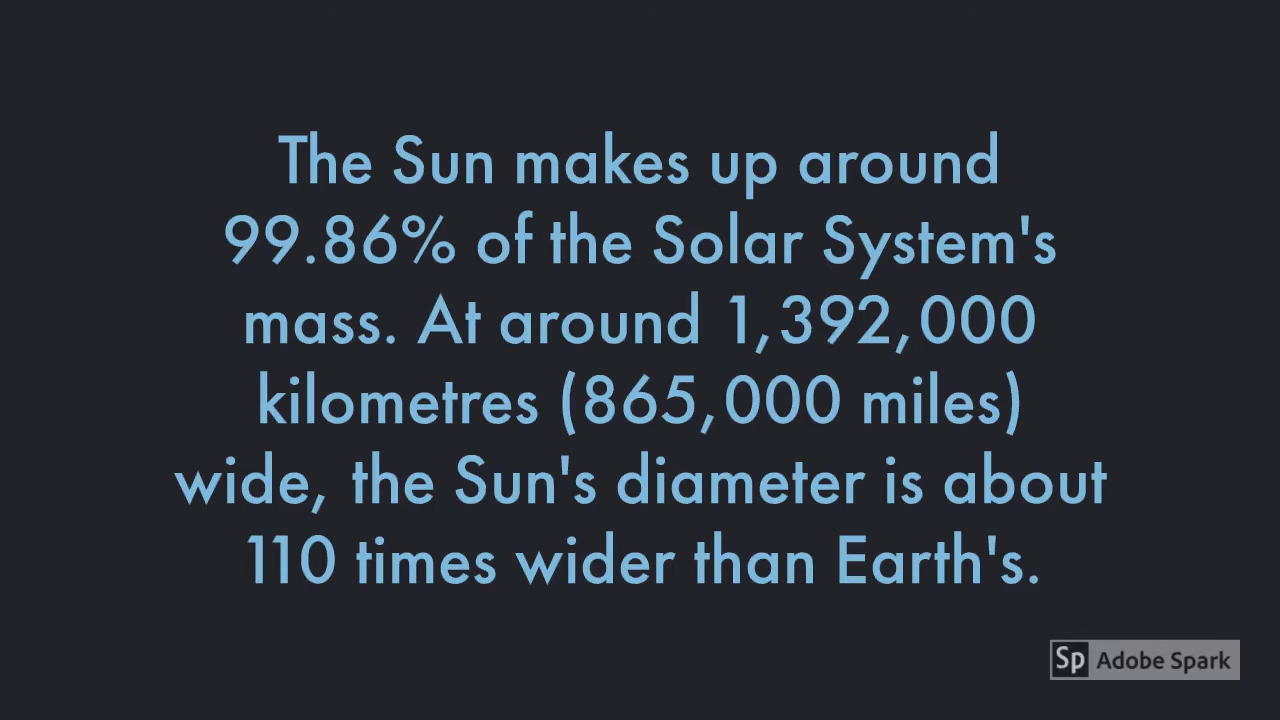 The Sun makes up around
99.86% of the Solar System's
mass. At around 1,392,000
kilometres (865,000 miles)
wide, the Sun's diameter is about
110 times wider than Earth's.
Sp Adobe Spark